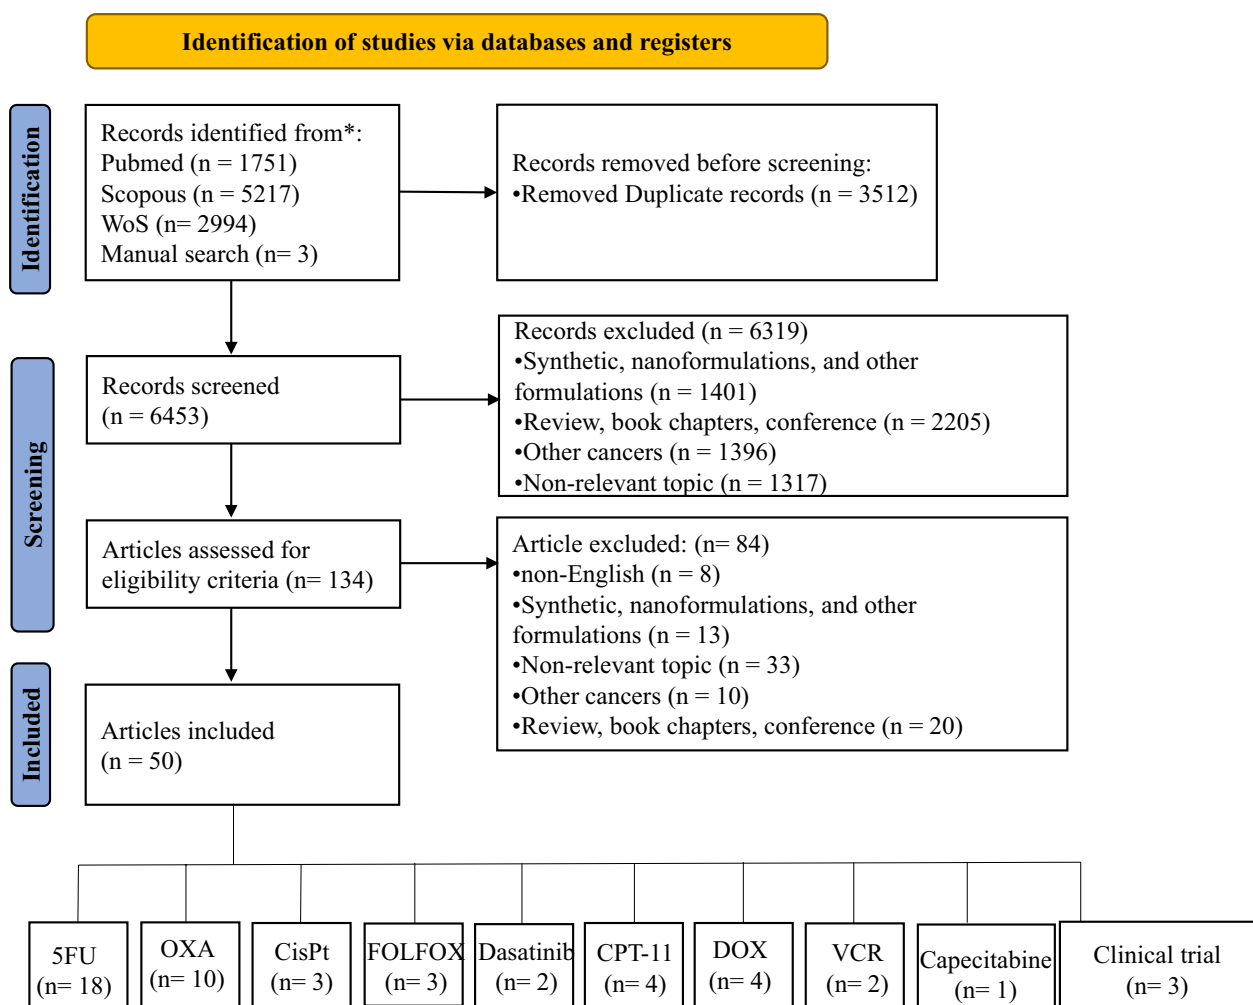 Identification of studies via databases and registers
Identification
Records identified from*:
Pubmed (n = 1751)
Scopous (n = 5217)
WoS (n= 2994)
Manual search (n= 3)
Records removed before screening:
•Removed Duplicate records (n = 3512)
Screening
Records screened
(n = 6453)
Records excluded (n = 6319)
•Synthetic, nanoformulations, and other
formulations (n = 1401)
•Review, book chapters, conference (n = 2205)
•Other cancers (n = 1396)
•Non-relevant topic (n = 1317)
Articles assessed for
eligibility criteria (n= 134)
Article excluded: (n= 84)
•non-English (n = 8)
•Synthetic, nanoformulations, and other
formulations (n = 13)
•Non-relevant topic (n = 33)
•Other cancers (n = 10)
•Review, book chapters, conference (n = 20)
Included
Articles included
(n = 50)
5FU
(n= 18)
OXA
(n= 10)
CisPt
(n= 3)
FOLFOX
(n= 3)
Dasatinib
(n= 2)
CPT-11
(n= 4)
DOX
(n= 4)
VCR
(n= 2)
Capecitabine
(n= 1)
Clinical trial
(n= 3)